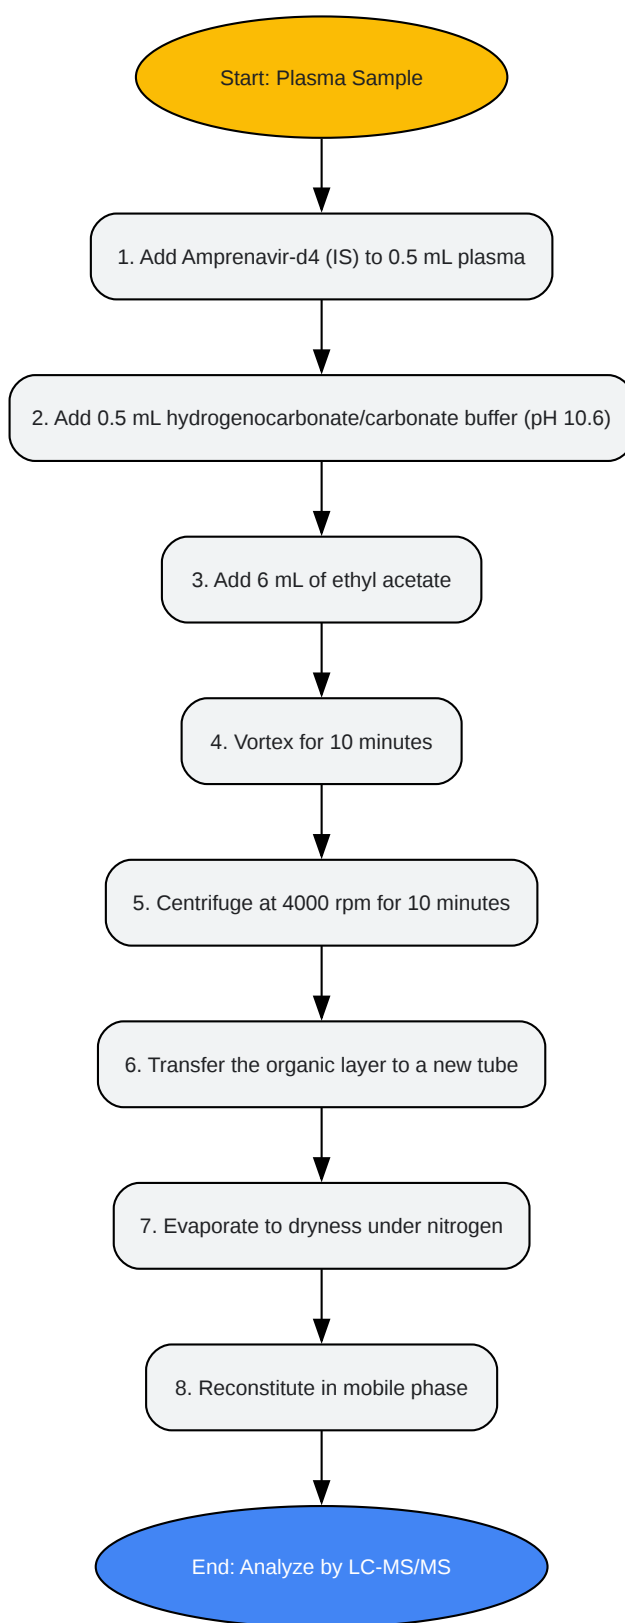 Start: Plasma Sample
1. Add Amprenavir-d4 (IS) to 0.5 mL plasma
2. Add 0.5 mL hydrogenocarbonate/carbonate buffer (pH 10.6)
3. Add 6 mL of ethyl acetate
4. Vortex for 10 minutes
5. Centrifuge at 4000 rpm for 10 minutes
6. Transfer the organic layer to a new tube
7. Evaporate to dryness under nitrogen
8. Reconstitute in mobile phase
End: Analyze by LC-MS/MS